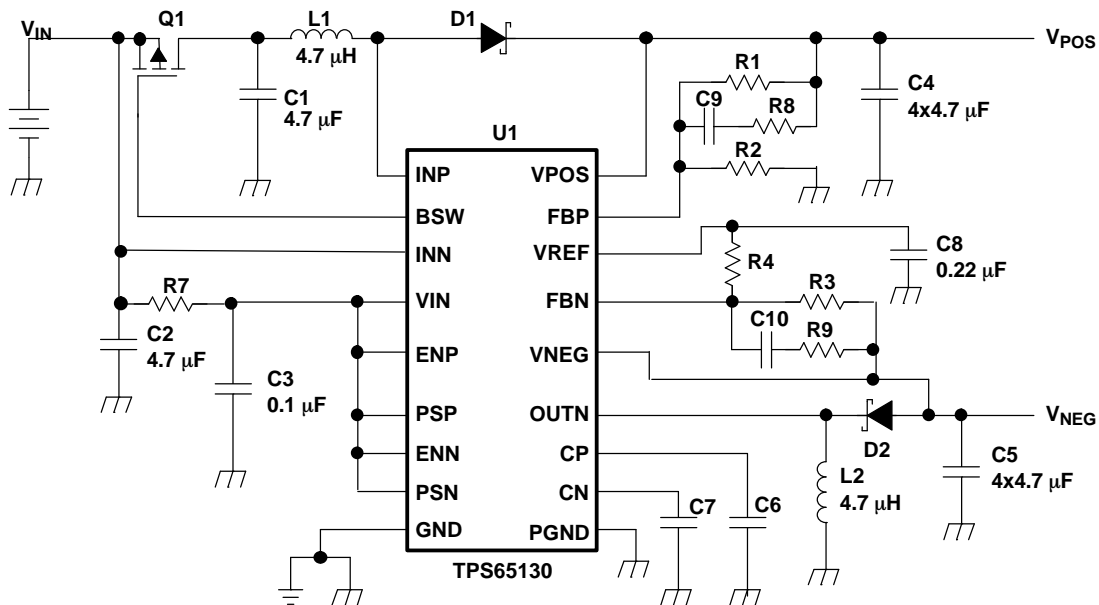 Q1
V_IN
L1
4.7 μH
D1
V_POS
C1
4.7 μF
R1
C9
R8
R2
C4
4x4.7 μF
U1
INP
VPOS
BSW
FBP
INN
VREF
R4
C8
0.22 μF
R7
VIN
FBN
R3
C10
R9
C2
4.7 μF
ENP
VNEG
C3
0.1 μF
PSP
OUTN
D2
V_NEG
ENN
CP
L2
4.7 μH
C5
4x4.7 μF
PSN
CN
C7
C6
GND
PGND
TPS65130